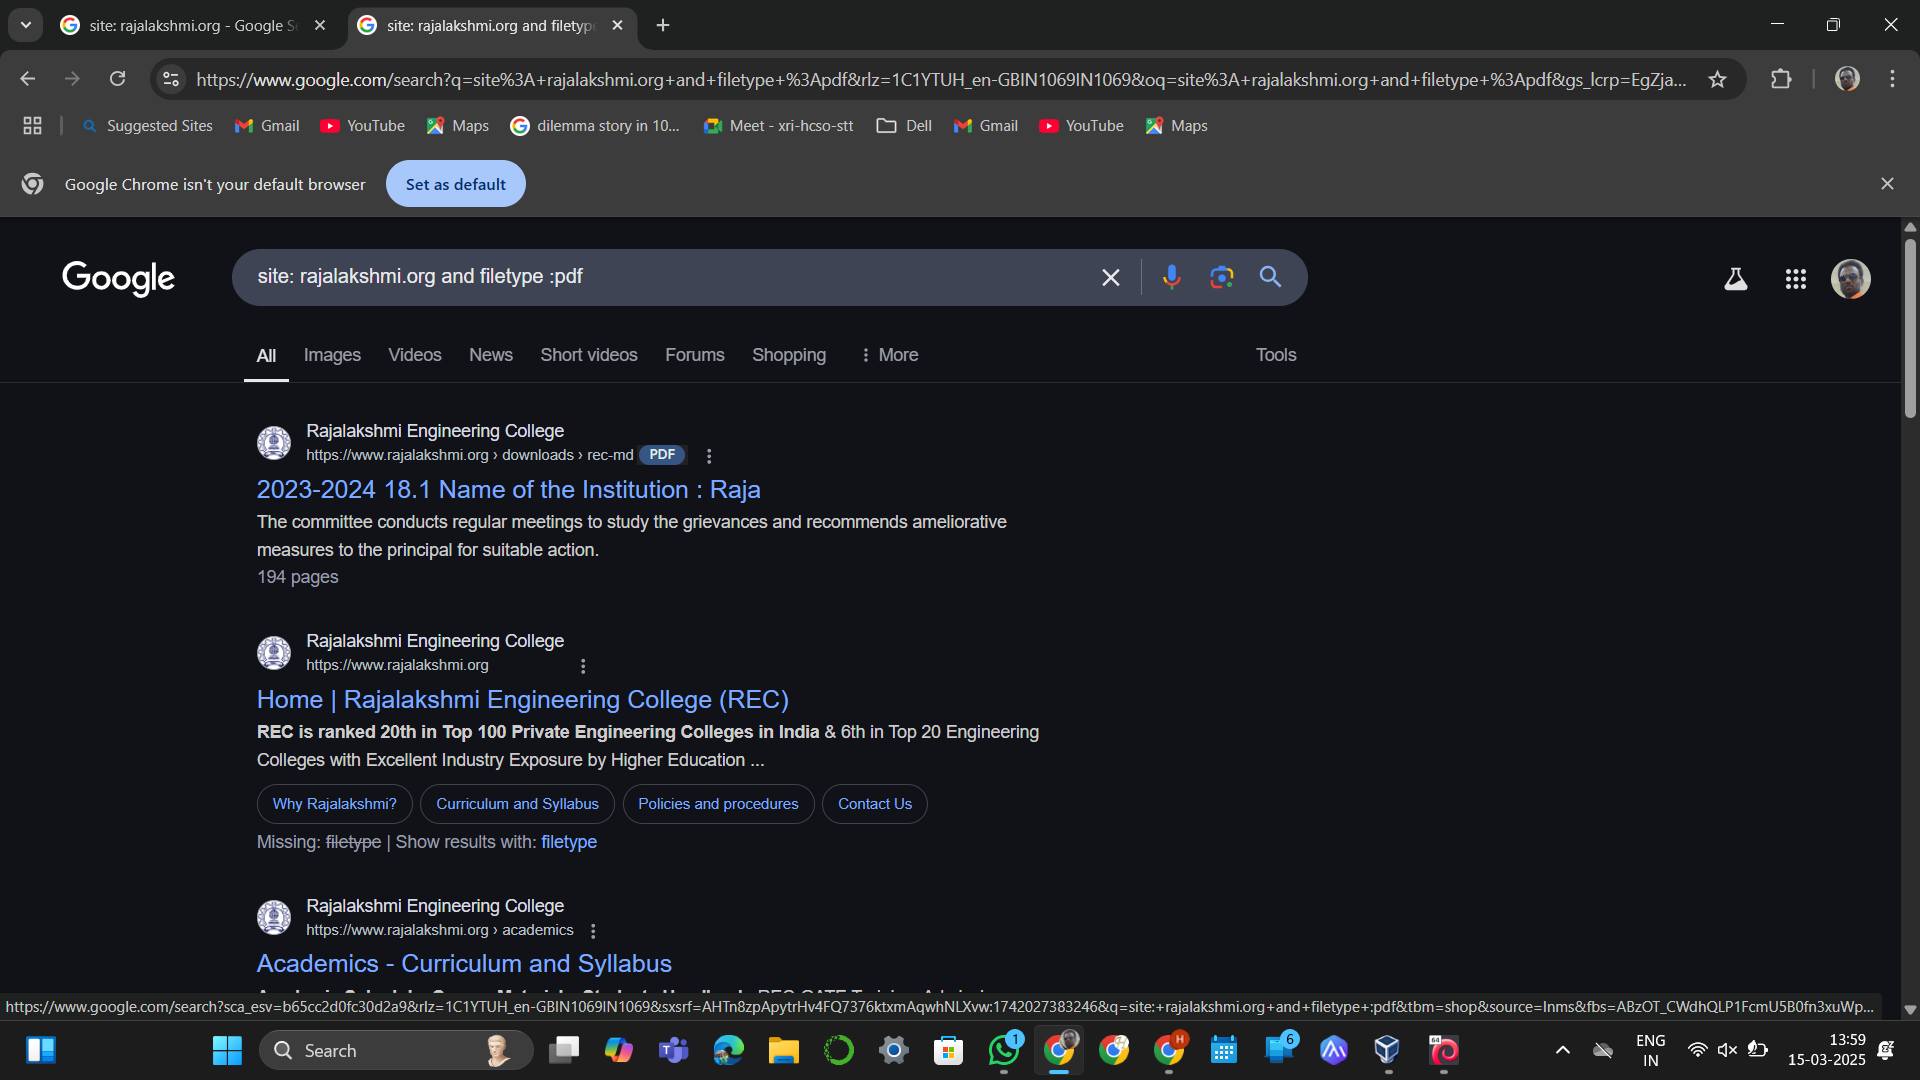 site: rajalakshmi.org - Google S
site: rajalakshmi.org and filetype
https://www.google.com/search?q=site%3A+rajalakshmi.org+and+filetype+%3Apdf&rlz=1C1YTUH_en-GBIN1069IN1069&oq=site%3A+rajalakshmi.org+and+filetype+%3Apdf&gs_lcrp=EgZja...
Suggested Sites Gmail YouTube Maps dilemma story in 10... Meet - xri-hcso-stt Dell Gmail YouTube Maps
Google Chrome isn't your default browser Set as default
Google
site: rajalakshmi.org and filetype :pdf
All Images Videos News Short videos Forums Shopping More Tools
Rajalakshmi Engineering College
https://www.rajalakshmi.org › downloads › rec-md PDF
2023-2024 18.1 Name of the Institution : Raja
The committee conducts regular meetings to study the grievances and recommends ameliorative
measures to the principal for suitable action.
194 pages
Rajalakshmi Engineering College
https://www.rajalakshmi.org
Home | Rajalakshmi Engineering College (REC)
REC is ranked 20th in Top 100 Private Engineering Colleges in India & 6th in Top 20 Engineering
Colleges with Excellent Industry Exposure by Higher Education ...
Why Rajalakshmi? Curriculum and Syllabus Policies and procedures Contact Us
Missing: filetype | Show results with: filetype
Rajalakshmi Engineering College
https://www.rajalakshmi.org › academics
Academics - Curriculum and Syllabus
https://www.google.com/search?sca_esv=b65cc2d0fc30d2a9&rlz=1C1YTUH_en-GBIN1069IN1069&sxsrf=AHTn8zpApytrHv4FQ7376ktxmAqwhNLXvw:1742027383246&q=site:+rajalakshmi.org+and+filetype+:pdf&tbm=shop&source=lnms&fbs=ABzOT_CWdhQLP1FcmU5B0fn3xuWp...
Search
1
H
6
64
ENG
IN
13:59
15-03-2025